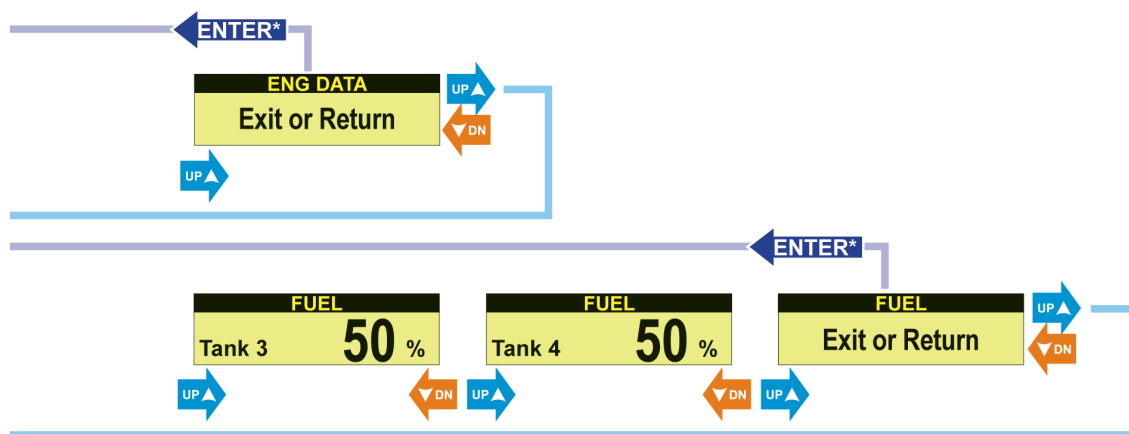 ENTER*
ENG DATA
UP
Exit or Return
DN
UP
ENTER*
FUEL
Tank 3 50 %
FUEL
Tank 4 50 %
FUEL
Exit or Return
UP
DN
UP
DN
UP
DN
UP